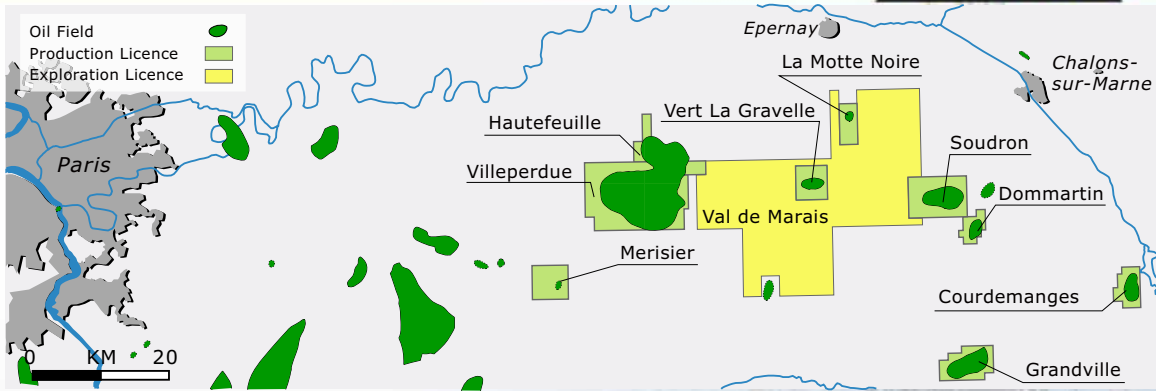 Oil Field
Production Licence
Exploration Licence
Epernay
Chalons-
sur-Marne
La Motte Noire
Vert La Gravelle
Hautefeuille
Soudron
Paris
Villeperdue
Dommartin
Val de Marais
Merisier
Courdemanges
0 KM 20
Grandville